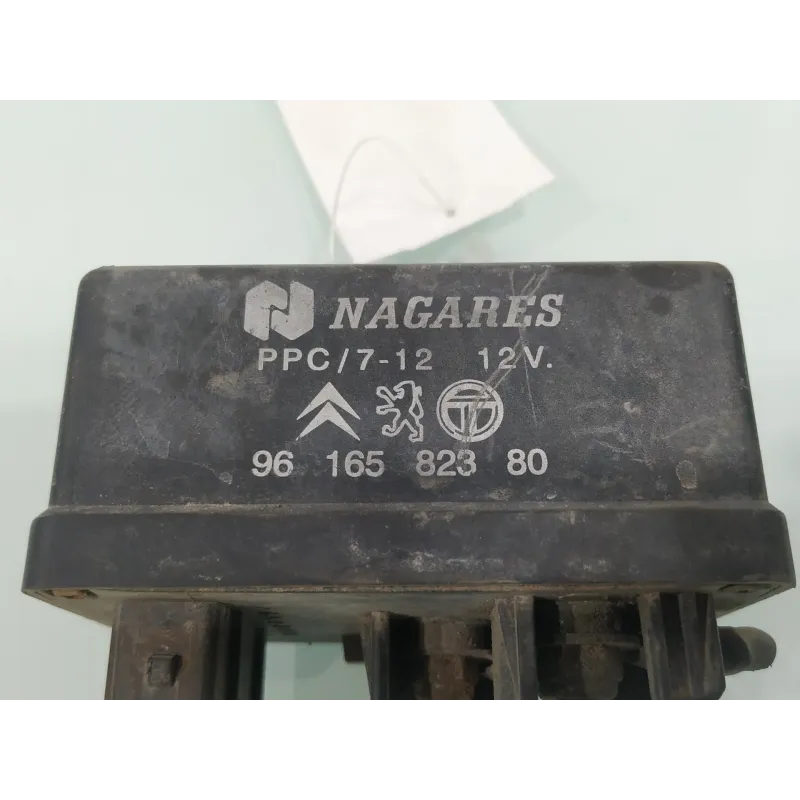 NAGARES
PPC/7-12 12V.
96 165 823 80